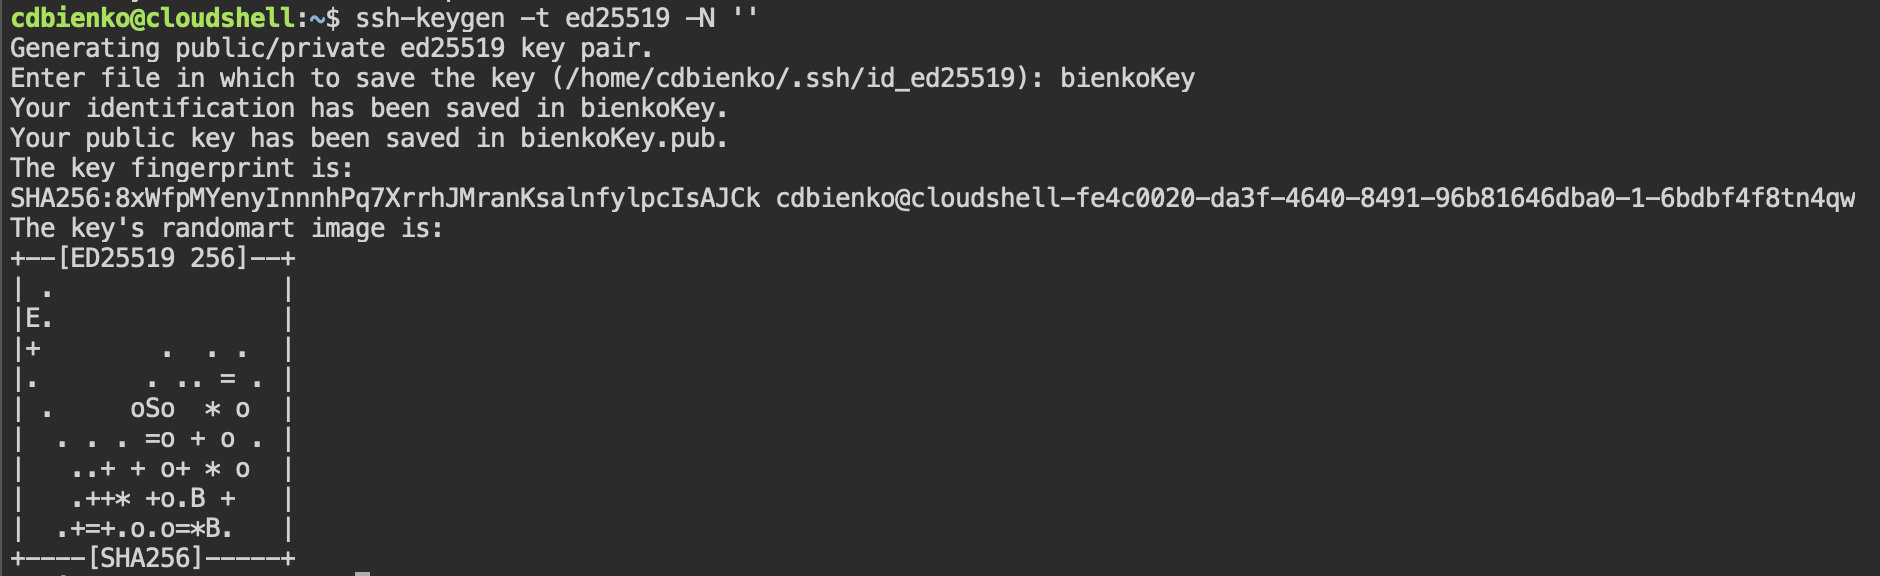 cdbienko@cloudshell:~$ ssh-keygen -t ed25519 -N ''
Generating public/private ed25519 key pair.
Enter file in which to save the key (/home/cdbienko/.ssh/id_ed25519): bienkoKey
Your identification has been saved in bienkoKey.
Your public key has been saved in bienkoKey.pub.
The key fingerprint is:
SHA256:8xWfpMYenyInnnhPq7XrrhJMranKsalnfylpcIsAJCk cdbienko@cloudshell-fe4c0020-da3f-4640-8491-96b81646dba0-1-6bdbf4f8tn4qw
The key's randomart image is:
+--[ED25519 256]--+
| .               |
|E.               |
|+        .  . .  |
|.       . .. = . |
| .     oSo  * o  |
|  . . . =o + o . |
|   ..+ + o+ * o  |
|   .++* +o.B +   |
|  .+=+.o.o=*B.   |
+----[SHA256]-----+